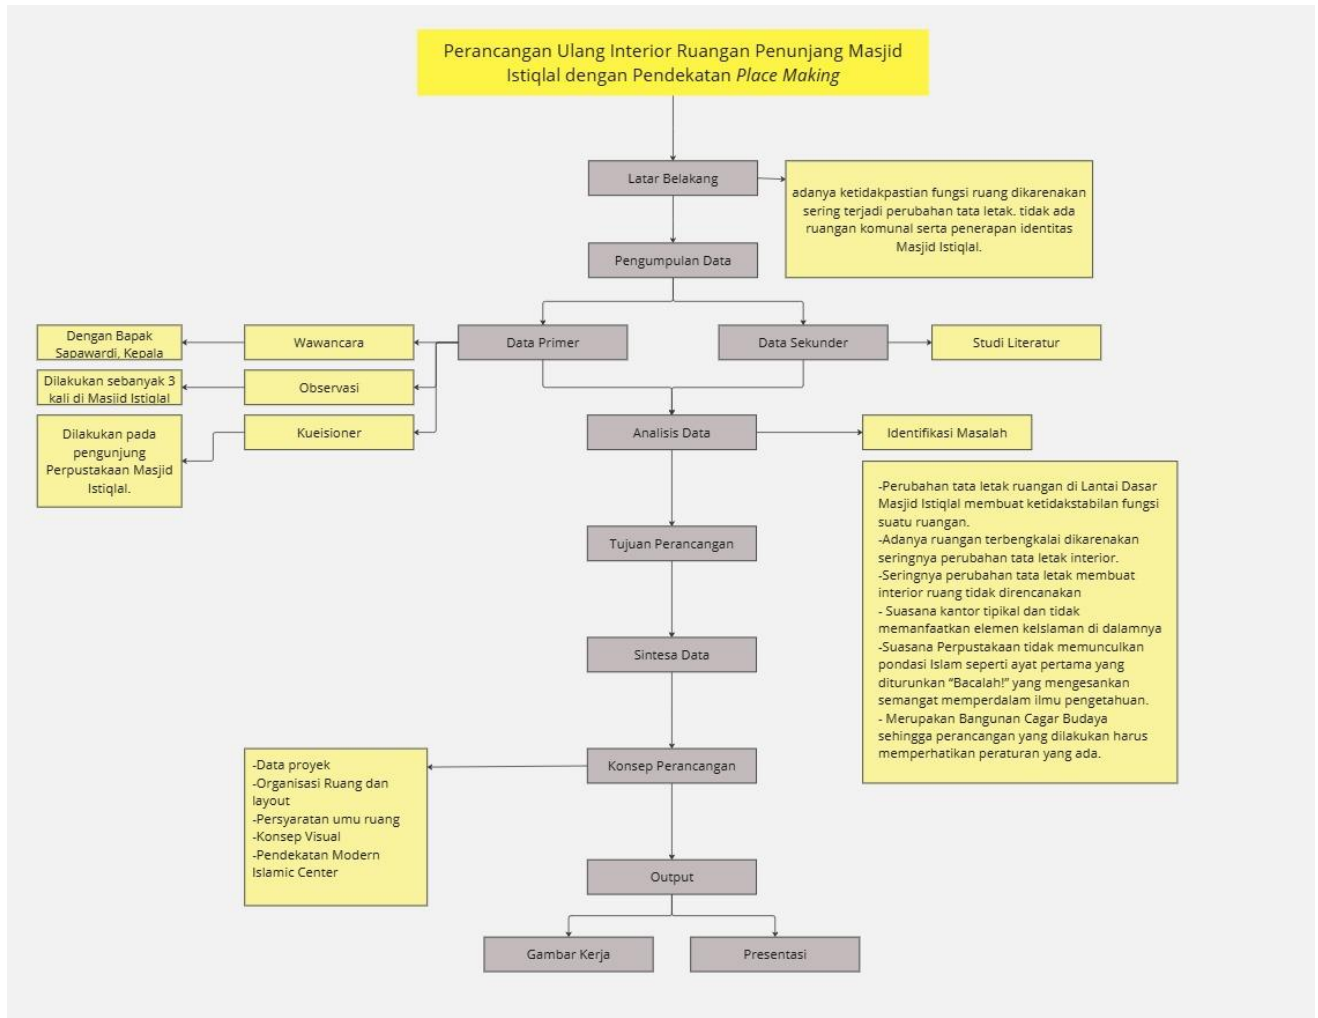 Perancangan Ulang Interior Ruangan Penunjang Masjid
Istiqlal dengan Pendekatan Place Making
Latar Belakang
adanya ketidakpastian fungsi ruang dikarenakan
sering terjadi perubahan tata letak. tidak ada
ruangan komunal serta penerapan identitas
Masjid Istiqlal.
Pengumpulan Data
Dengan Bapak
Sapawardi, Kepala
Wawancara
Data Primer
Data Sekunder
Studi Literatur
Dilakukan sebanyak 3
kali di Masjid Istiqlal
Observasi
Dilakukan pada
pengunjung
Perpustakaan Masjid
Istiqlal.
Kueisioner
Analisis Data
Identifikasi Masalah
-Perubahan tata letak ruangan di Lantai Dasar
Masjid Istiqlal membuat ketidakstabilan fungsi
suatu ruangan.
-Adanya ruangan terbengkalai dikarenakan
seringnya perubahan tata letak interior.
-Seringnya perubahan tata letak membuat
interior ruang tidak direncanakan
- Suasana kantor tipikal dan tidak
memanfaatkan elemen keIslaman di dalamnya
-Suasana Perpustakaan tidak memunculkan
pondasi Islam seperti ayat pertama yang
diturunkan “Bacalah!” yang mengesankan
semangat memperdalam ilmu pengetahuan.
- Merupakan Bangunan Cagar Budaya
sehingga perancangan yang dilakukan harus
memperhatikan peraturan yang ada.
Tujuan Perancangan
Sintesa Data
Konsep Perancangan
-Data proyek
-Organisasi Ruang dan
layout
-Persyaratan umu ruang
-Konsep Visual
-Pendekatan Modern
Islamic Center
Output
Gambar Kerja
Presentasi